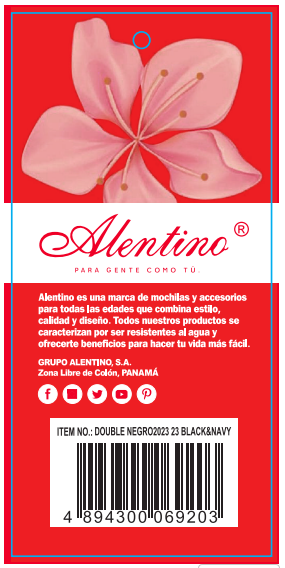 Alentino®
PARA GENTE COMO TÚ.
Alentino es una marca de mochilas y accesorios
para todas las edades que combina estilo,
calidad y diseño. Todos nuestros productos se
caracterizan por ser resistentes al agua y
ofrecerte beneficios para hacer tu vida más fácil.
GRUPO ALENTINO, S.A.
Zona Libre de Colón, PANAMÁ
ITEM NO.: DOUBLE NEGRO2023 23 BLACK&NAVY
4 894300 069203